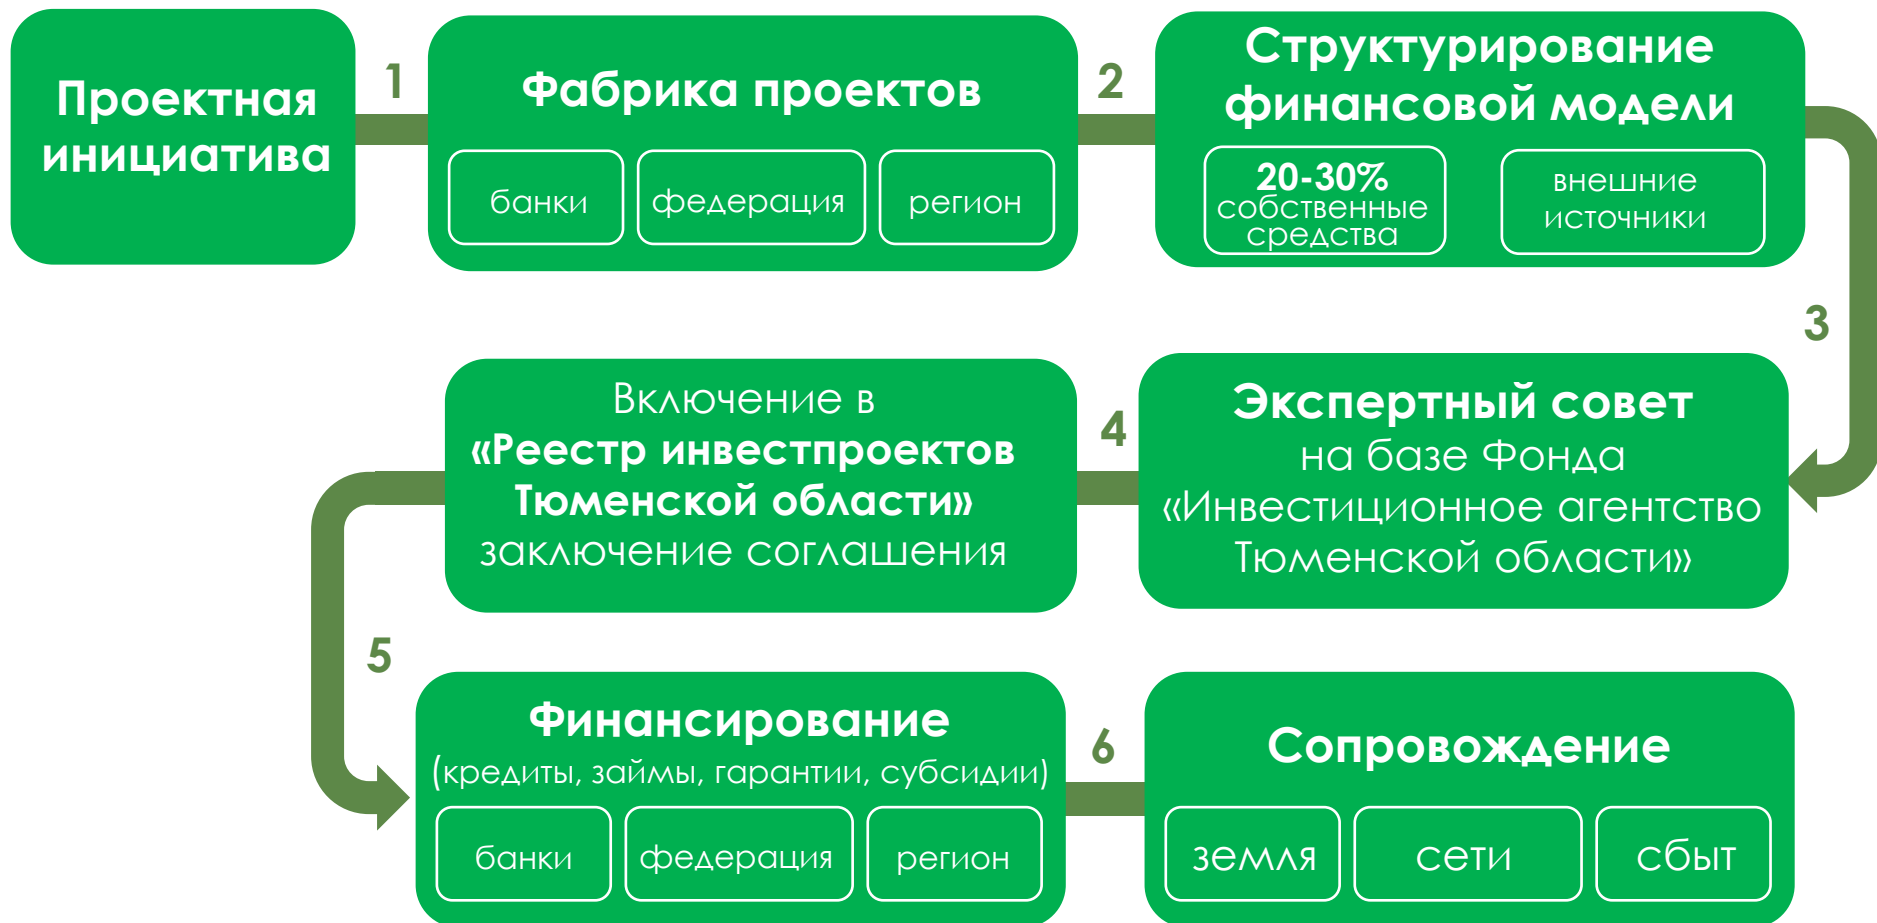 Проектная
инициатива
1
Фабрика проектов
банки
федерация
регион
2
Структурирование
финансовой модели
20-30%
собственные
средства
внешние
источники
3
Экспертный совет
на базе Фонда
«Инвестиционное агентство
Тюменской области»
4
Включение в
«Реестр инвестпроектов
Тюменской области»
заключение соглашения
5
Финансирование
(кредиты, займы, гарантии, субсидии)
банки
федерация
регион
6
Сопровождение
земля
сети
сбыт